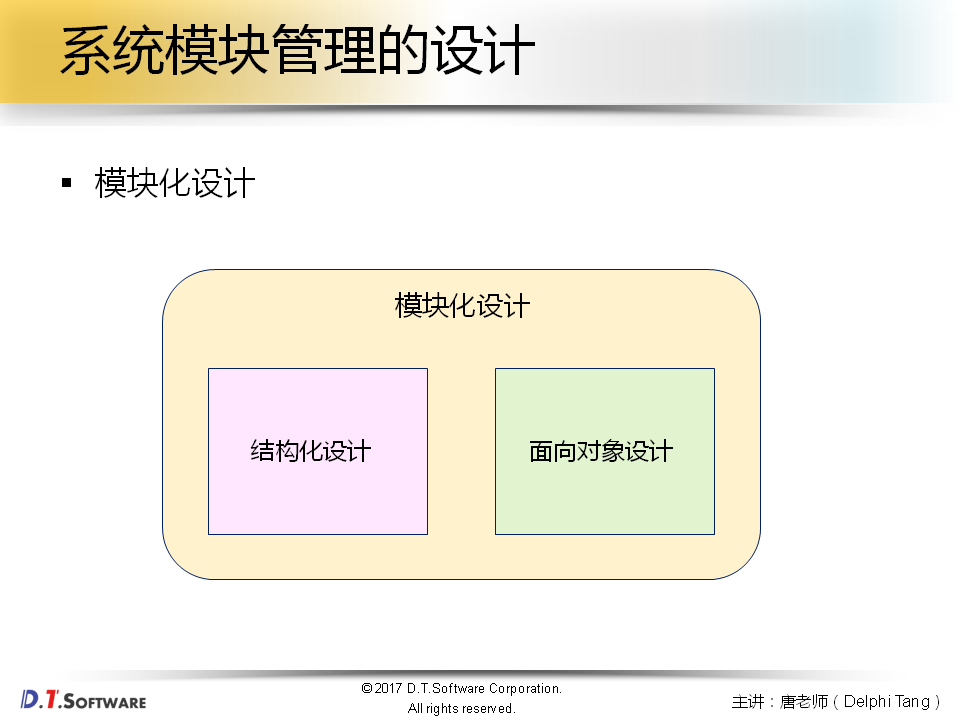 系统模块管理的设计
▪ 模块化设计
模块化设计
结构化设计
面向对象设计
D.T.SOFTWARE
©2017 D.T.Software Corporation.
All rights reserved.
主讲：唐老师（Delphi Tang）